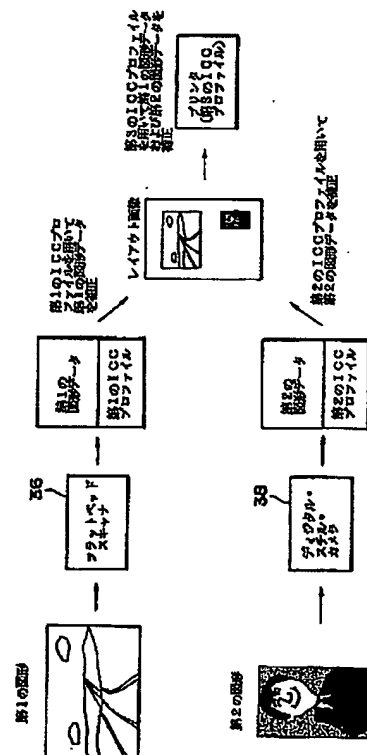 第1の図形
36
フラットベッド
スキャナ
第1の
図形データ
第1のICC
プロファイル
第1のICCプロ
ファイルを用いて
第1の図形データ
を補正
第2の図形
38
ディジタル・
スチル・
カメラ
第2の
図形データ
第2のICC
プロファイル
第2のICCプロファイルを用いて
第2の図形データを補正
レイアウト画像
第3のICCプロファイル
を用いて第1の図形データ
および第2の図形データを
補正
プリンタ
(第3のICC
プロファイル)